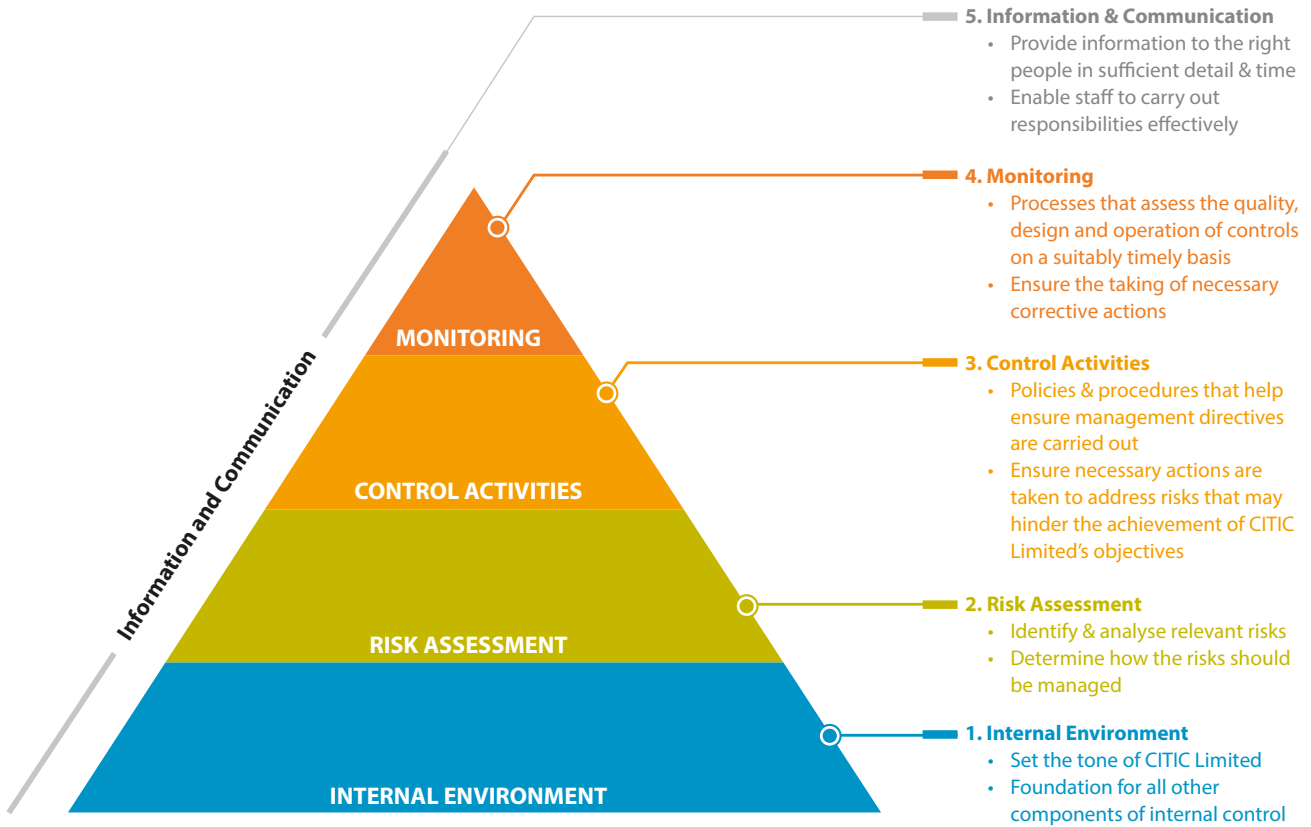 5. Information & Communication
• Provide information to the right
people in sufficient detail & time
• Enable staff to carry out
responsibilities effectively
4. Monitoring
• Processes that assess the quality,
design and operation of controls
on a suitably timely basis
• Ensure the taking of necessary
corrective actions
3. Control Activities
• Policies & procedures that help
ensure management directives
are carried out
• Ensure necessary actions are
taken to address risks that may
hinder the achievement of CITIC
Limited's objectives
2. Risk Assessment
• Identify & analyse relevant risks
• Determine how the risks should
be managed
1. Internal Environment
• Set the tone of CITIC Limited
• Foundation for all other
components of internal control
Information and Communication
MONITORING
CONTROL ACTIVITIES
RISK ASSESSMENT
INTERNAL ENVIRONMENT